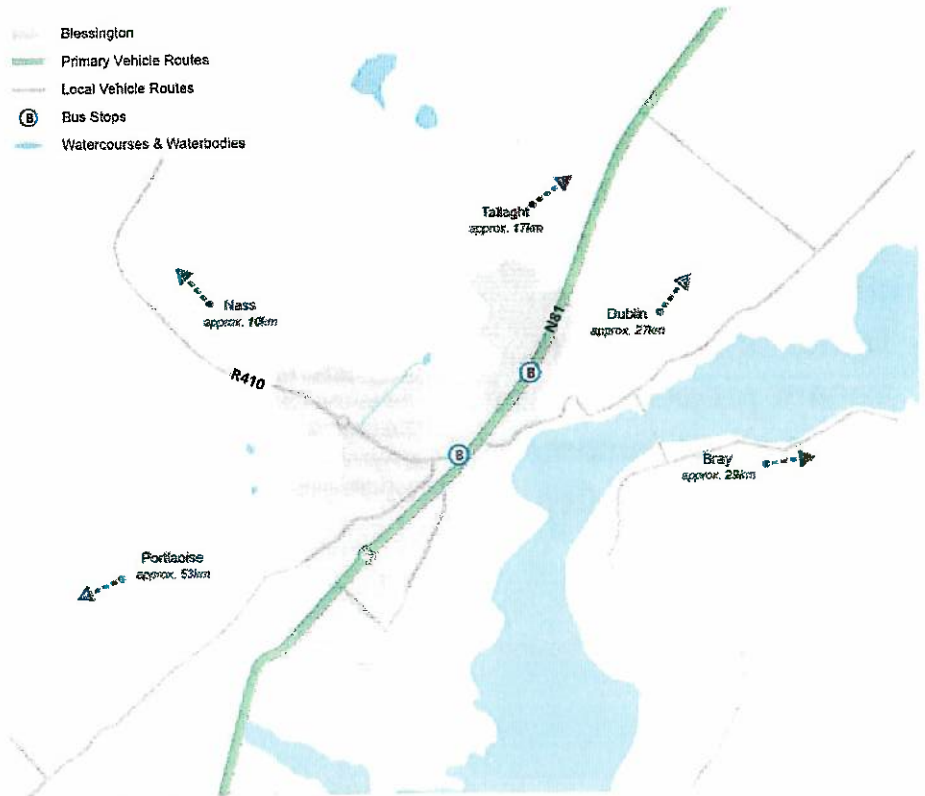 Blessington
Primary Vehicle Routes
Local Vehicle Routes
B Bus Stops
Watercourses & Waterbodies
Tallaght
approx. 17km
Nass
approx. 10km
Dublin
approx. 27km
N81
R410
B
B
Bray
approx. 29km
Portlaoise
approx. 53km